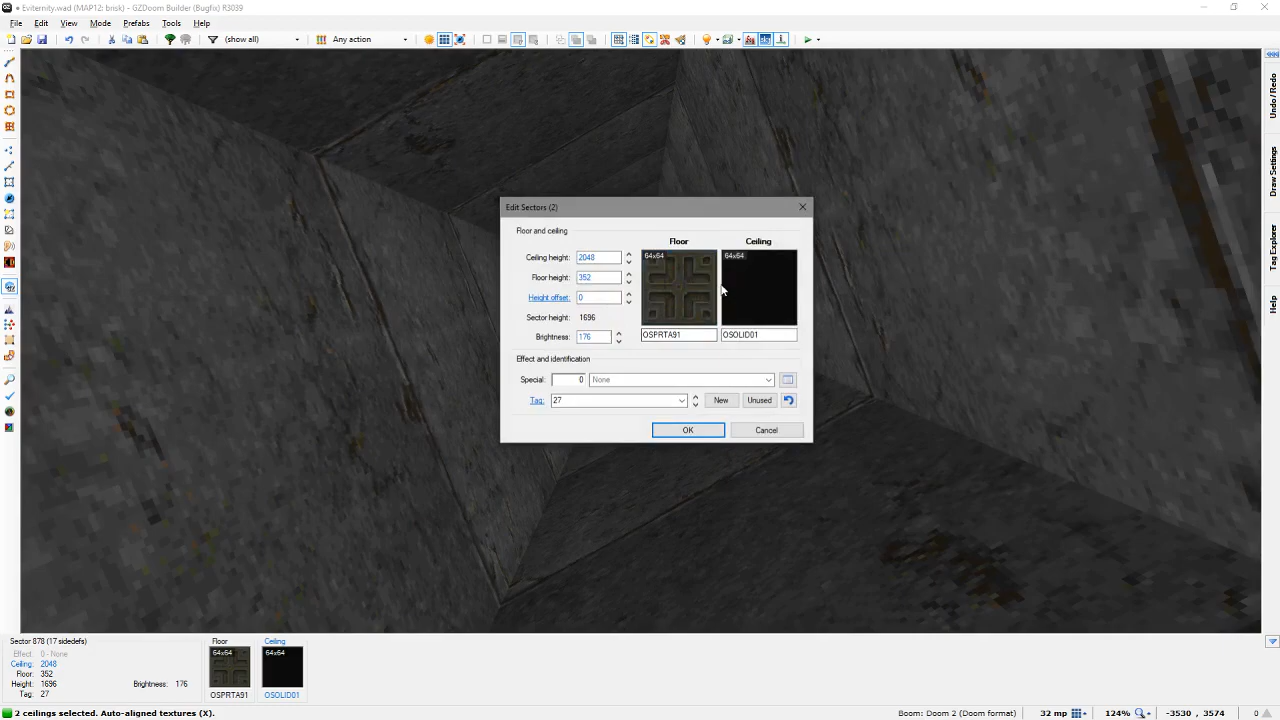 • Eviternity.wad (MAP12: brisk) - GZDoom Builder (Bugfix) R3039
File Edit View Mode Prefabs Tools Help
(show all) Any action
Undo / Redo
Draw Settings
Tag Explorer
Help
Edit Sectors (2)
Floor and ceiling
Floor Ceiling
Ceiling height: 2048
64x64 64x64
Floor height: 352
Height offset: 0
Sector height: 1696
Brightness: 176
OSPRTA91 OSOLID01
Effect and identification
Special: 0 None
Tag: 27 New Unused
OK Cancel
Sector 878 (17 sidedefs) Floor Ceiling
Effect: 0 - None
64x64 64x64
Ceiling: 2048
Floor: 352
Height: 1696 Brightness: 176
Tag: 27
OSPRTA91 OSOLID01
2 ceilings selected. Auto-aligned textures (X).
Boom: Doom 2 (Doom format) 32 mp 124% -3530 , 3574 0